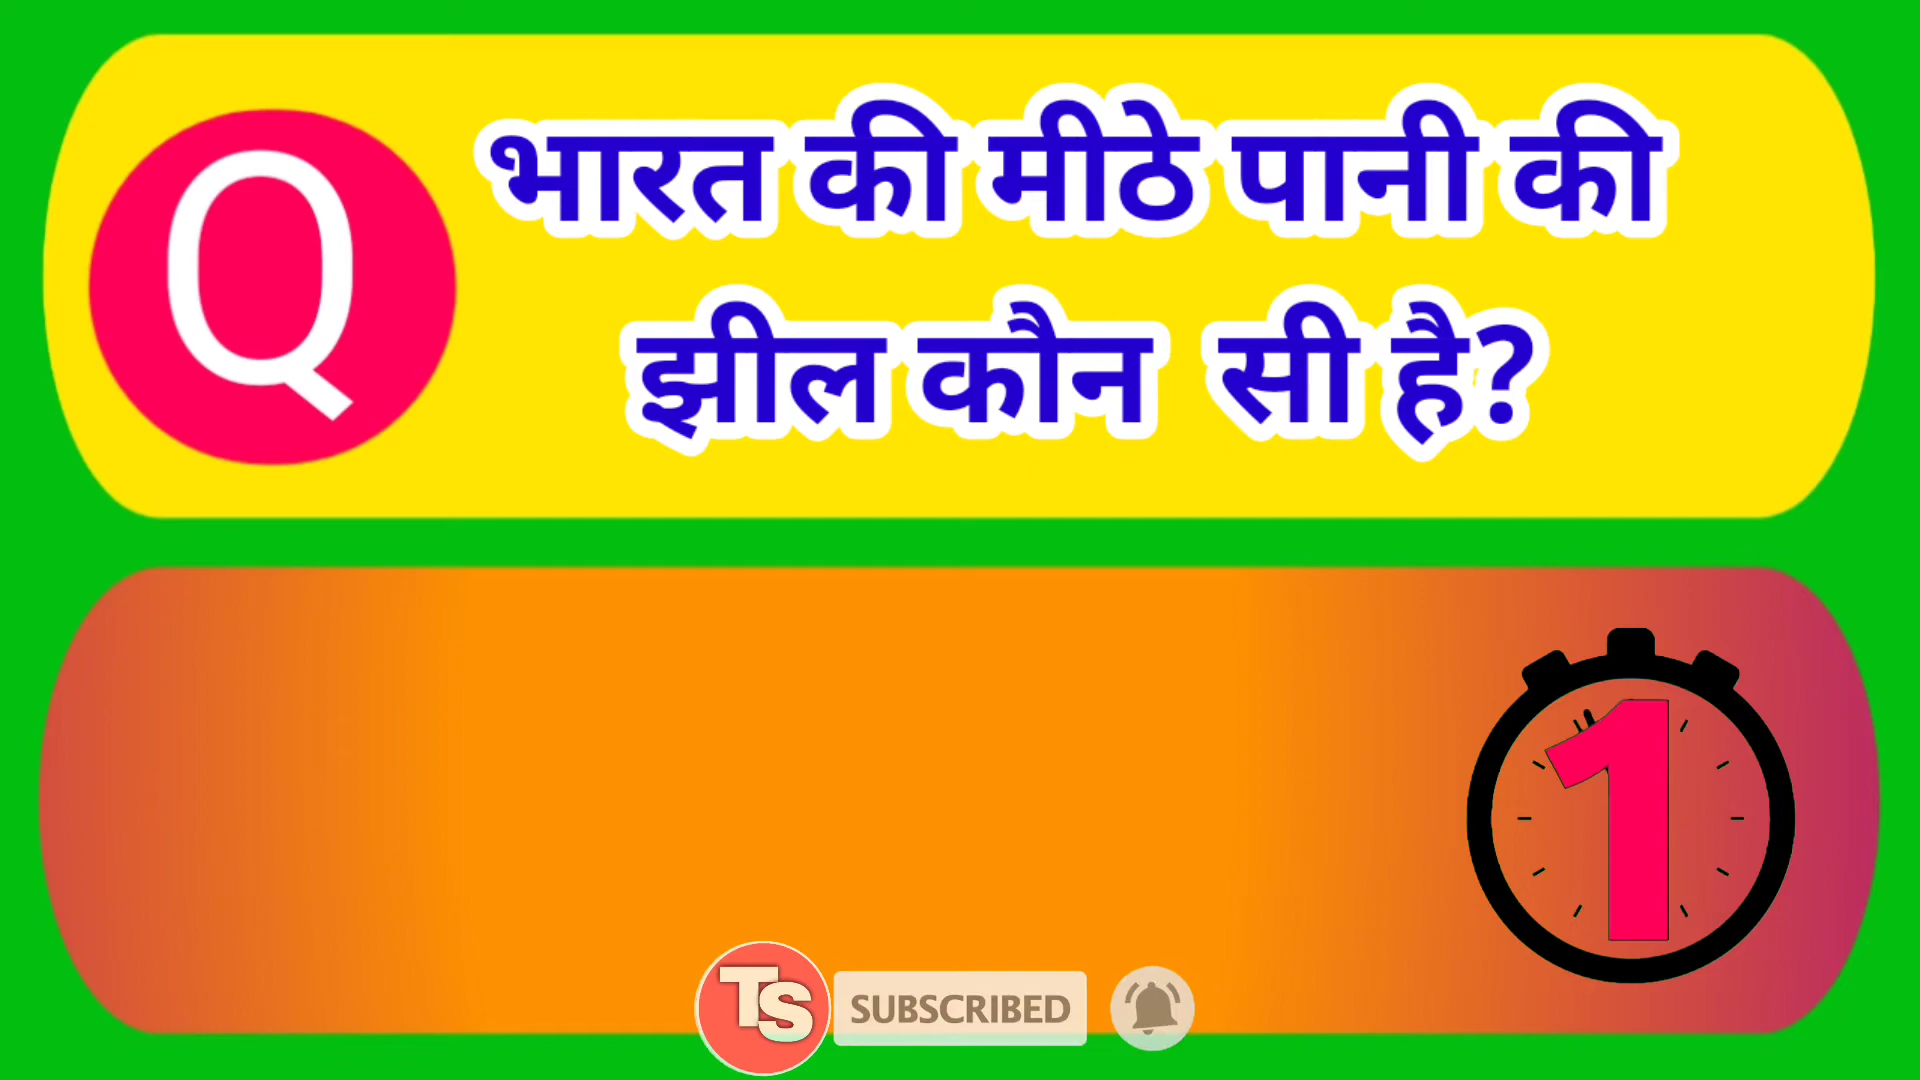 Q
भारत की मीठे पानी की
झील कौन सी है?
1
TS
SUBSCRIBED